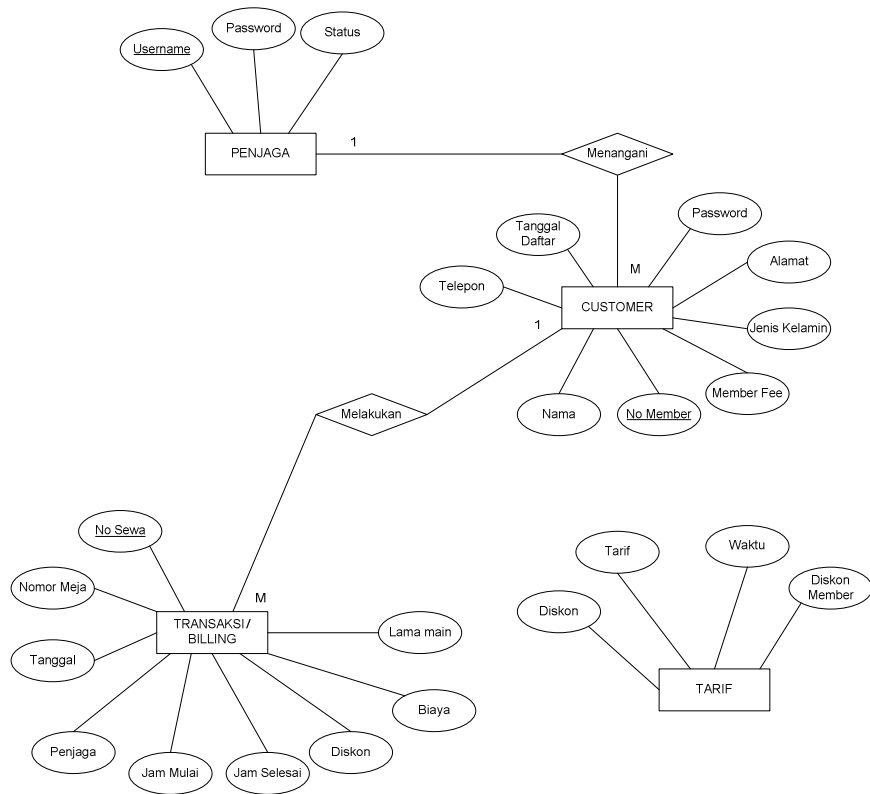 Username
Password
Status
PENJAGA
1
Menangani
Tanggal
Daftar
Password
Telepon
M
Alamat
CUSTOMER
1
Jenis Kelamin
Member Fee
Nama
No Member
Melakukan
No Sewa
Nomor Meja
M
TRANSAKSI/
BILLING
Lama main
Tanggal
Biaya
Penjaga
Jam Mulai
Jam Selesai
Diskon
Tarif
Waktu
Diskon
Member
Diskon
TARIF